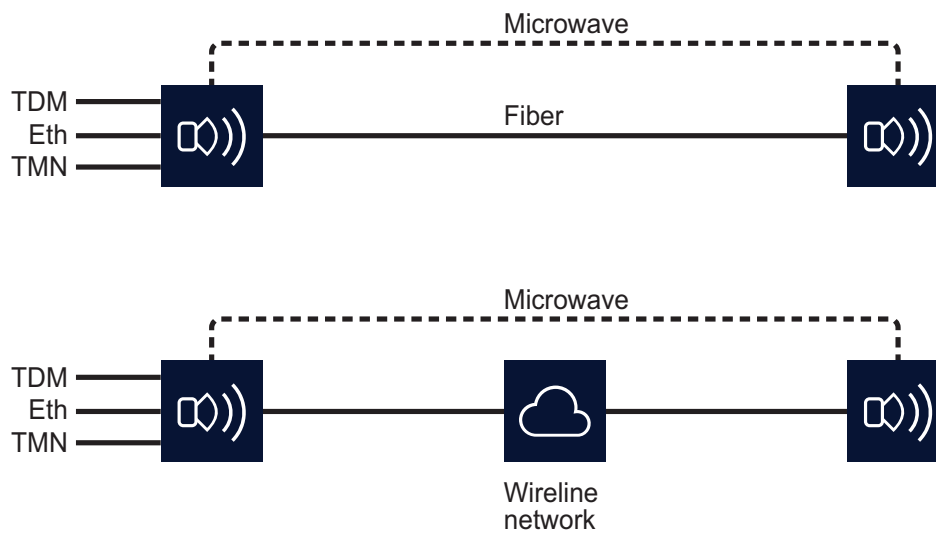 Microwave
TDM
Eth
TMN
Fiber
Microwave
TDM
Eth
TMN
Wireline
network